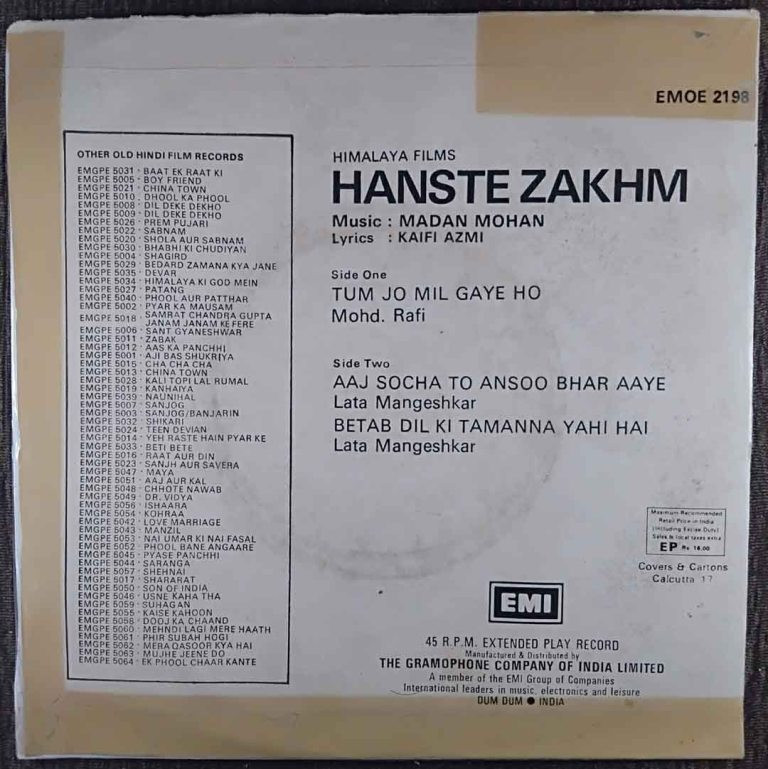 EMOE 2198
OTHER OLD HINDI FILM RECORDS
EMGPE 5031 · BAAT EK RAAT KI
EMGPE 5005 · BOY FRIEND
EMGPE 5021 · CHINA TOWN
EMGPE 5010 · DHOOL KA PHOOL
EMGPE 5008 · DIL DEKE DEKHO
EMGPE 5009 · DIL DEKE DEKHO
EMGPE 5026 · PREM PUJARI
EMGPE 5022 · SABNAM
EMGPE 5020 · SHOLA AUR SABNAM
EMGPE 5030 · BHABHI KI CHUDIYAN
EMGPE 5004 · SHAGIRD
EMGPE 5029 · BEDARD ZAMANA KYA JANE
EMGPE 5035 · DEVAR
EMGPE 5034 · HIMALAYA KI GOD MEIN
EMGPE 5027 · PATANG
EMGPE 5040 · PHOOL AUR PATTHAR
EMGPE 5002 · PYAR KA MAUSAM
EMGPE 5018 · SAMRAT CHANDRA GUPTA
JANAM JANAM KE FERE
EMGPE 5006 · SANT GYANESHWAR
EMGPE 5011 · ZABAK
EMGPE 5012 · AAS KA PANCHHI
EMGPE 5001 · AJI BAS SHUKRIYA
EMGPE 5015 · CHA CHA CHA
EMGPE 5013 · CHINA TOWN
EMGPE 5028 · KALI TOPI LAL RUMAL
EMGPE 5019 · KANHAIYA
EMGPE 5039 · NAUNIHAL
EMGPE 5007 · SANJOG
EMGPE 5003 · SANJOG/BANJARIN
EMGPE 5032 · SHIKARI
EMGPE 5024 · TEEN DEVIAN
EMGPE 5014 · YEH RASTE HAIN PYAR KE
EMGPE 5033 · BETI BETE
EMGPE 5016 · RAAT AUR DIN
EMGPE 5023 · SANJH AUR SAVERA
EMGPE 5047 · MAYA
EMGPE 5051 · AAJ AUR KAL
EMGPE 5048 · CHHOTE NAWAB
EMGPE 5049 · DR. VIDYA
EMGPE 5056 · ISHAARA
EMGPE 5054 · KOHRAA
EMGPE 5042 · LOVE MARRIAGE
EMGPE 5043 · MANZIL
EMGPE 5053 · NAI UMAR KI NAI FASAL
EMGPE 5052 · PHOOL BANE ANGAARE
EMGPE 5045 · PYASE PANCHHI
EMGPE 5044 · SARANGA
EMGPE 5057 · SHEHNAI
EMGPE 5017 · SHARARAT
EMGPE 5050 · SON OF INDIA
EMGPE 5046 · USNE KAHA THA
EMGPE 5059 · SUHAGAN
EMGPE 5055 · KAISE KAHOON
EMGPE 5058 · DOOJ KA CHAAND
EMGPE 5060 · MEHNDI LAGI MERE HAATH
EMGPE 5061 · PHIR SUBAH HOGI
EMGPE 5062 · MERA QASOOR KYA HAI
EMGPE 5063 · MUJHE JEENE DO
EMGPE 5064 · EK PHOOL CHAAR KANTE
HIMALAYA FILMS
HANSTE ZAKHM
Music : MADAN MOHAN
Lyrics : KAIFI AZMI
Side One
TUM JO MIL GAYE HO
Mohd. Rafi
Side Two
AAJ SOCHA TO ANSOO BHAR AAYE
Lata Mangeshkar
BETAB DIL KI TAMANNA YAHI HAI
Lata Mangeshkar
Maximum Recommended
Retail Price in India
(Including Excise Duty)
Sales & local taxes extra
EP Rs 16.00
Covers & Cartons
Calcutta 17
EMI
45 R.P.M. EXTENDED PLAY RECORD
Manufactured & Distributed by
THE GRAMOPHONE COMPANY OF INDIA LIMITED
A member of the EMI Group of Companies
International leaders in music, electronics and leisure
DUM DUM ● INDIA